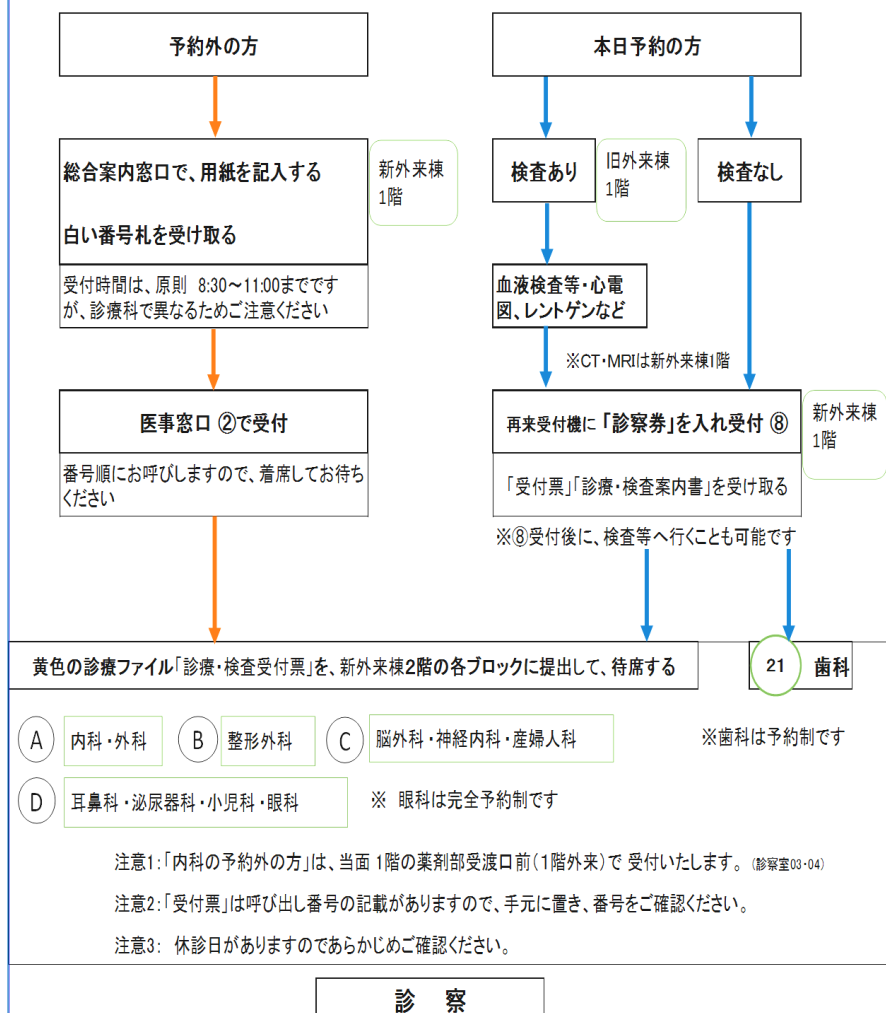 予約外の方
本日予約の方
総合案内窓口で、用紙を記入する
白い番号札を受け取る
新外来棟
1階
受付時間は、原則 8:30～11:00までです
が、診療科で異なるためご注意ください
検査あり
旧外来棟
1階
検査なし
血液検査等・心電
図、レントゲンなど
※CT・MRIは新外来棟1階
医事窓口 ②で受付
番号順にお呼びしますので、着席してお待ち
ください
再来受付機に「診察券」を入れ受付 ⑧
新外来棟
1階
「受付票」「診療・検査案内書」を受け取る
※⑧受付後に、検査等へ行くことも可能です
黄色の診療ファイル「診療・検査受付票」を、新外来棟2階の各ブロックに提出して、待席する
21 歯科
A 内科・外科 B 整形外科 C 脳外科・神経内科・産婦人科
※歯科は予約制です
D 耳鼻科・泌尿器科・小児科・眼科 ※ 眼科は完全予約制です
注意1:「内科の予約外の方」は、当面 1階の薬剤部受渡口前(1階外来)で 受付いたします。(診察室03・04)
注意2:「受付票」は呼び出し番号の記載がありますので、手元に置き、番号をご確認ください。
注意3: 休診日がありますのであらかじめご確認ください。
診 察